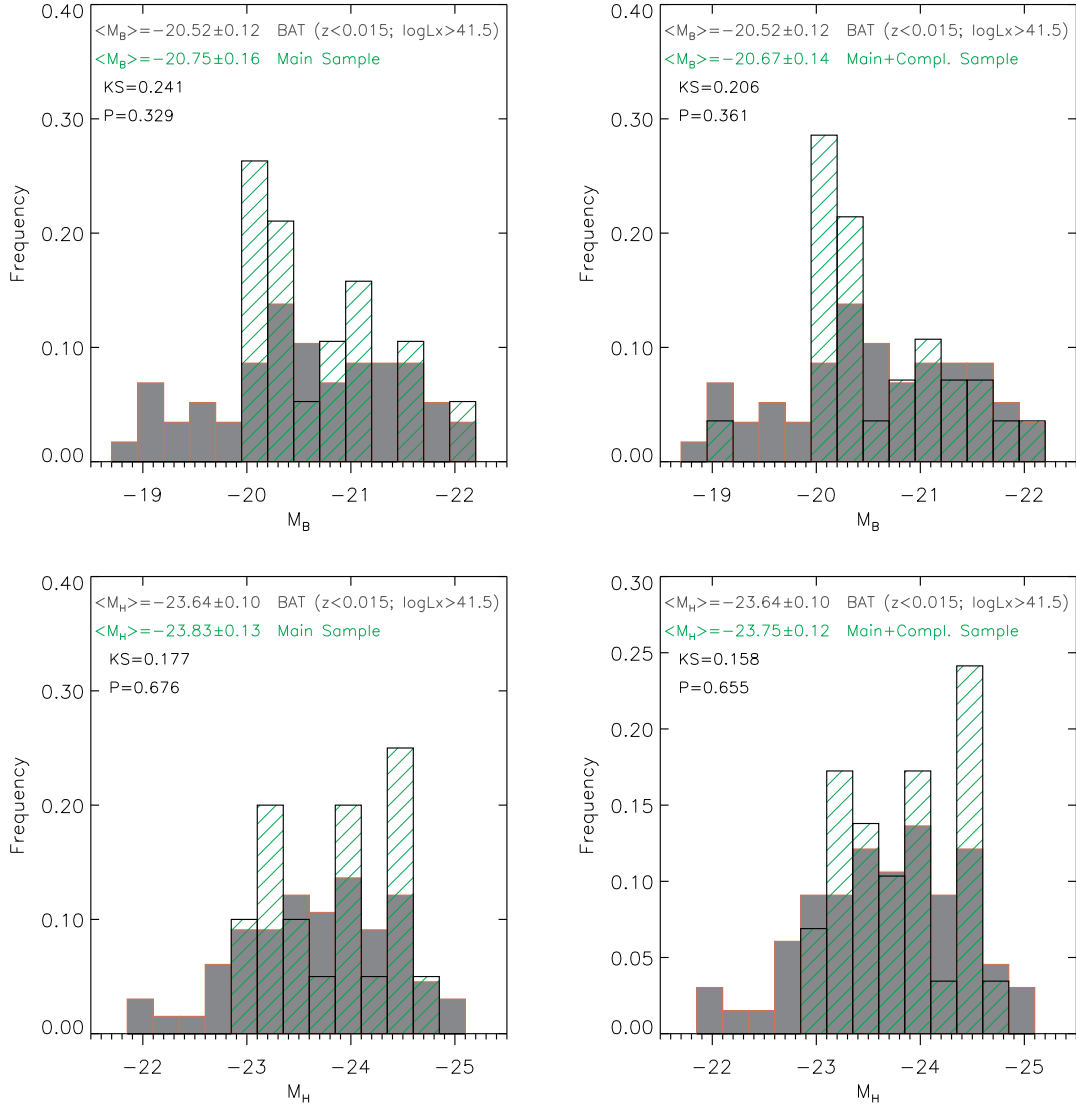 <M_B>=−20.52±0.12 BAT (z<0.015; logLx>41.5)
<M_B>=−20.75±0.16 Main Sample
KS=0.241
P=0.329
0.40
0.30
0.20
0.10
0.00
Frequency
−19 −20 −21 −22
M_B
<M_B>=−20.52±0.12 BAT (z<0.015; logLx>41.5)
<M_B>=−20.67±0.14 Main+Compl. Sample
KS=0.206
P=0.361
0.40
0.30
0.20
0.10
0.00
Frequency
−19 −20 −21 −22
M_B
<M_H>=−23.64±0.10 BAT (z<0.015; logLx>41.5)
<M_H>=−23.83±0.13 Main Sample
KS=0.177
P=0.676
0.40
0.30
0.20
0.10
0.00
Frequency
−22 −23 −24 −25
M_H
<M_H>=−23.64±0.10 BAT (z<0.015; logLx>41.5)
<M_H>=−23.75±0.12 Main+Compl. Sample
KS=0.158
P=0.655
0.30
0.25
0.20
0.15
0.10
0.05
0.00
Frequency
−22 −23 −24 −25
M_H